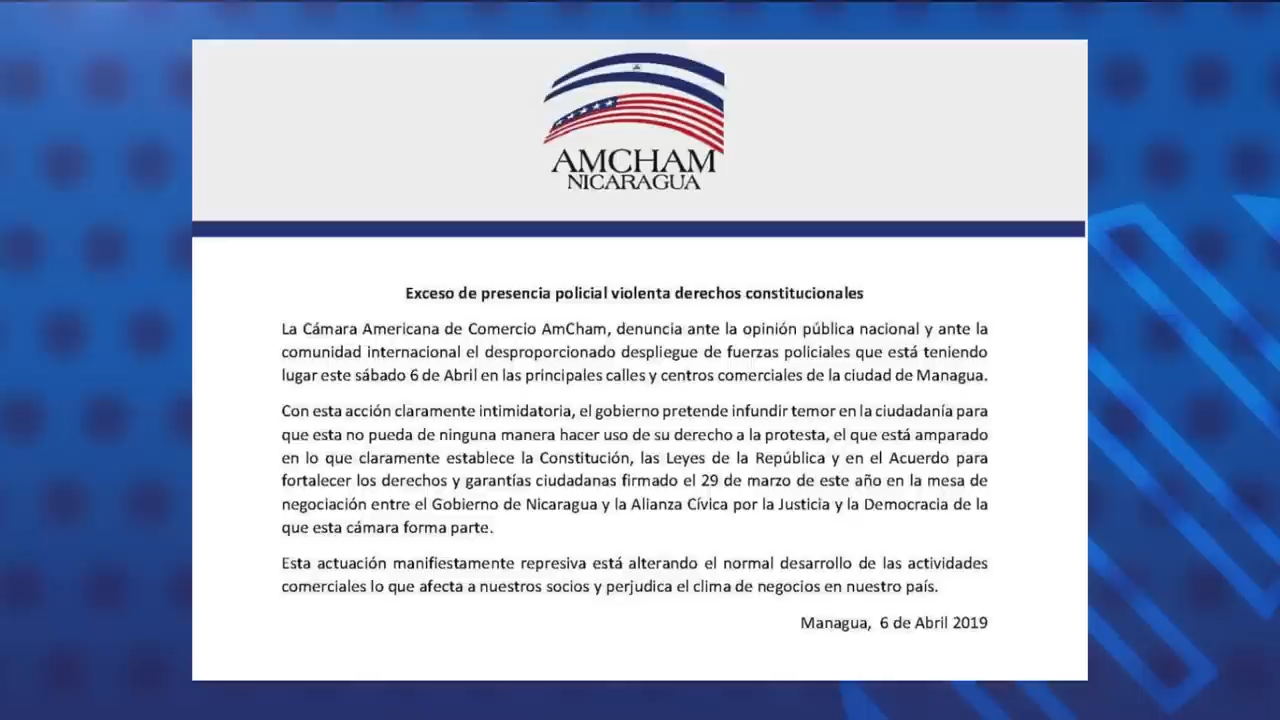 AMCHAM
NICARAGUA
Exceso de presencia policial violenta derechos constitucionales
La Cámara Americana de Comercio AmCham, denuncia ante la opinión pública nacional y ante la
comunidad internacional el desproporcionado despliegue de fuerzas policiales que está teniendo
lugar este sábado 6 de Abril en las principales calles y centros comerciales de la ciudad de Managua.
Con esta acción claramente intimidatoria, el gobierno pretende infundir temor en la ciudadanía para
que esta no pueda de ninguna manera hacer uso de su derecho a la protesta, el que está amparado
en lo que claramente establece la Constitución, las Leyes de la República y en el Acuerdo para
fortalecer los derechos y garantías ciudadanas firmado el 29 de marzo de este año en la mesa de
negociación entre el Gobierno de Nicaragua y la Alianza Cívica por la Justicia y la Democracia de la
que esta cámara forma parte.
Esta actuación manifiestamente represiva está alterando el normal desarrollo de las actividades
comerciales lo que afecta a nuestros socios y perjudica el clima de negocios en nuestro país.
Managua, 6 de Abril 2019